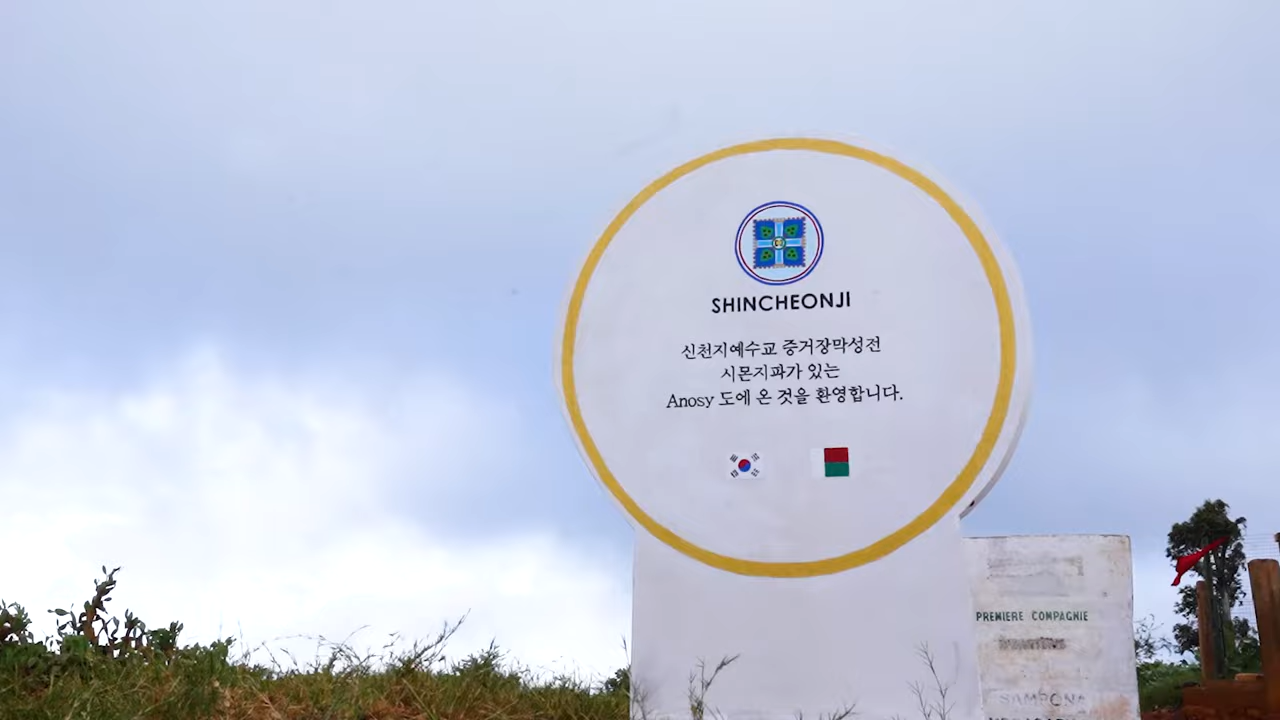 SHINCHEONJI
신천지예수교 증거장막성전
시몬지파가 있는
Anosy 도에 온 것을 환영합니다.
PREMIERE COMPAGNIE
SAMPONA